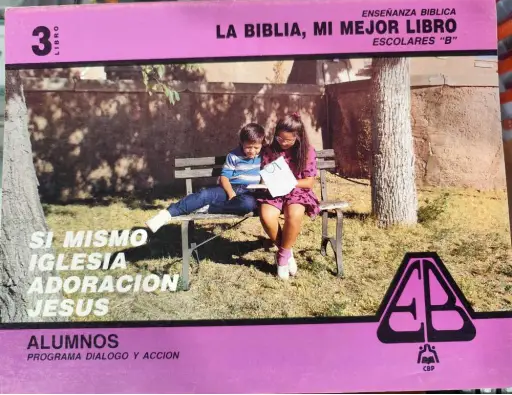 3
LIBRO
ENSEÑANZA BIBLICA
LA BIBLIA, MI MEJOR LIBRO
ESCOLARES "B"
SI MISMO
IGLESIA
ADORACION
JESUS
EB
CBP
ALUMNOS
PROGRAMA DIALOGO Y ACCION